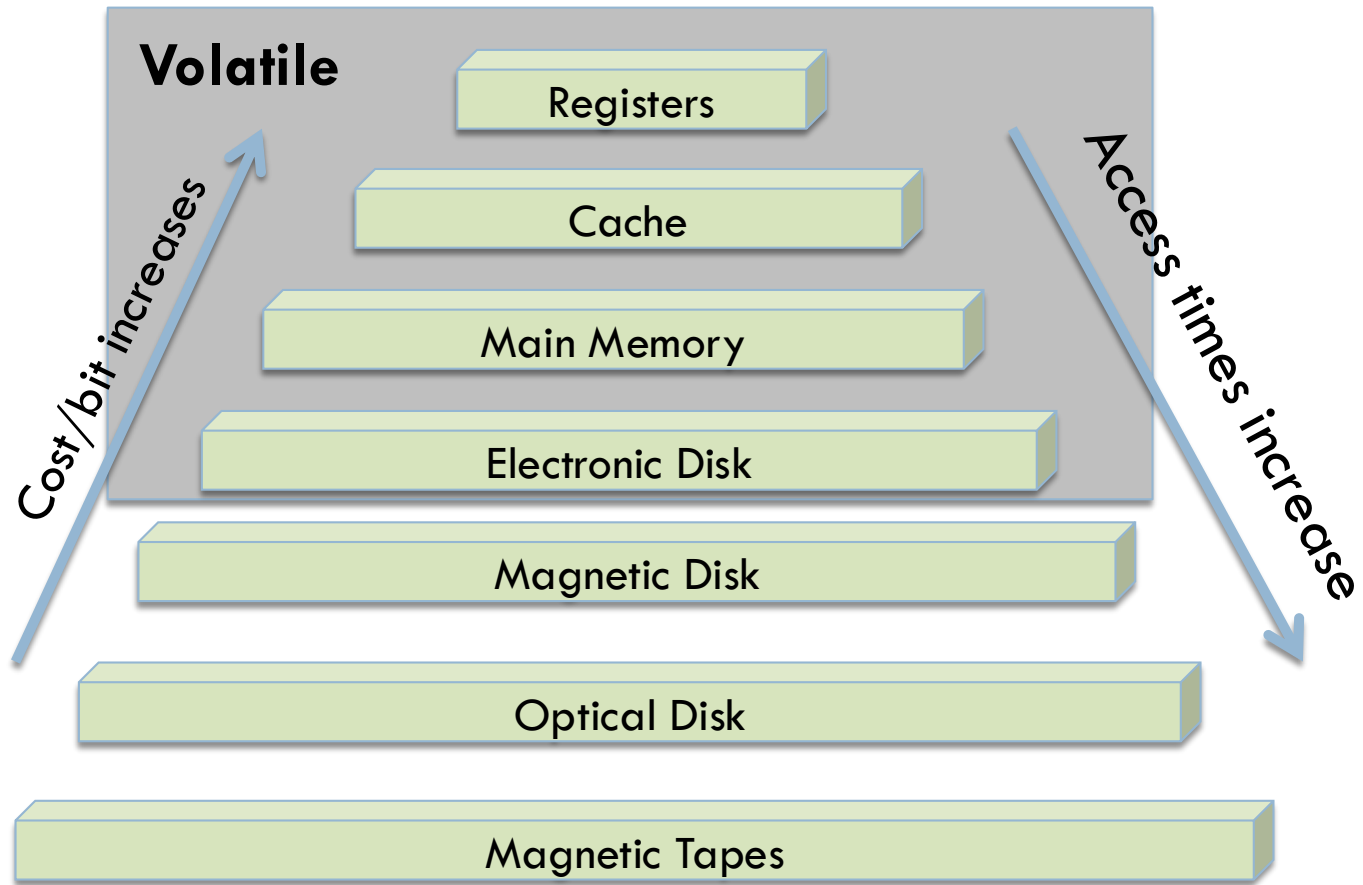 Volatile
Registers
Cache
Main Memory
Electronic Disk
Magnetic Disk
Optical Disk
Magnetic Tapes
Cost/bit increases
Access times increase